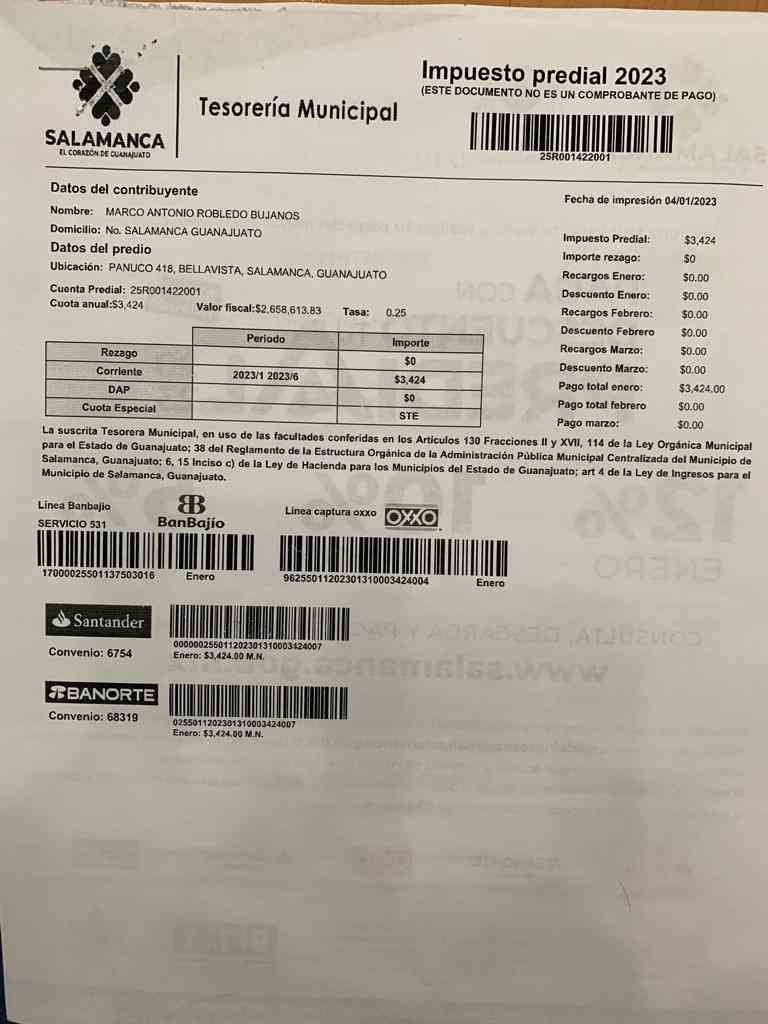 SALAMANCA
EL CORAZÓN DE GUANAJUATO
Tesorería Municipal
Impuesto predial 2023
(ESTE DOCUMENTO NO ES UN COMPROBANTE DE PAGO)
25R001422001
Datos del contribuyente
Nombre: MARCO ANTONIO ROBLEDO BUJANOS
Domicilio: No. SALAMANCA GUANAJUATO
Datos del predio
Ubicación: PANUCO 418, BELLAVISTA, SALAMANCA, GUANAJUATO
Cuenta Predial: 25R001422001
Cuota anual:$3,424 Valor fiscal:$2,658,613.83 Tasa: 0.25
Fecha de impresión 04/01/2023
Impuesto Predial: $3,424
Importe rezago: $0
Recargos Enero: $0.00
Descuento Enero: $0.00
Recargos Febrero: $0.00
Descuento Febrero $0.00
Recargos Marzo: $0.00
Descuento Marzo: $0.00
Pago total enero: $3,424.00
Pago total febrero $0.00
Pago marzo: $0.00
Periodo Importe
Rezago $0
Corriente 2023/1 2023/6 $3,424
DAP $0
Cuota Especial STE
La suscrita Tesorera Municipal, en uso de las facultades conferidas en los Artículos 130 Fracciones II y XVII, 114 de la Ley Orgánica Municipal
para el Estado de Guanajuato; 38 del Reglamento de la Estructura Orgánica de la Administración Pública Municipal Centralizada del Municipio de
Salamanca, Guanajuato; 6, 15 Inciso c) de la Ley de Hacienda para los Municipios del Estado de Guanajuato; art 4 de la Ley de Ingresos para el
Municipio de Salamanca, Guanajuato.
Linea Banbajio
SERVICIO 531
BanBajío
17000025501137503016 Enero
Linea captura oxxo
OXXO
96255011202301310003424004
Enero
Santander
Convenio: 6754
0000002550112023013100034​24007
Enero: $3,424.00 M.N.
BANORTE
Convenio: 68319
0255011202301310003424007
Enero: $3,424.00 M.N.